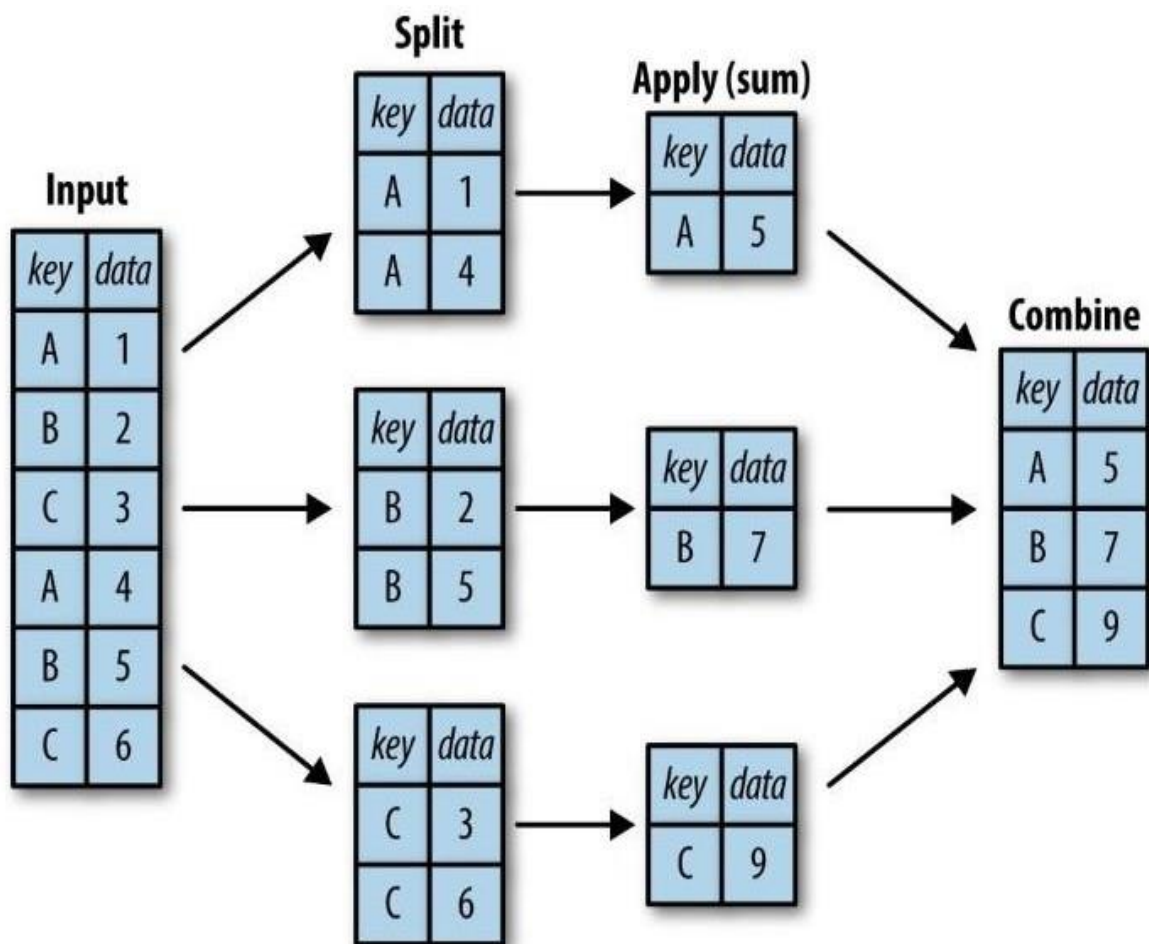 Input
key data
A 1
B 2
C 3
A 4
B 5
C 6
Split
key data
A 1
A 4
key data
B 2
B 5
key data
C 3
C 6
Apply (sum)
key data
A 5
key data
B 7
key data
C 9
Combine
key data
A 5
B 7
C 9